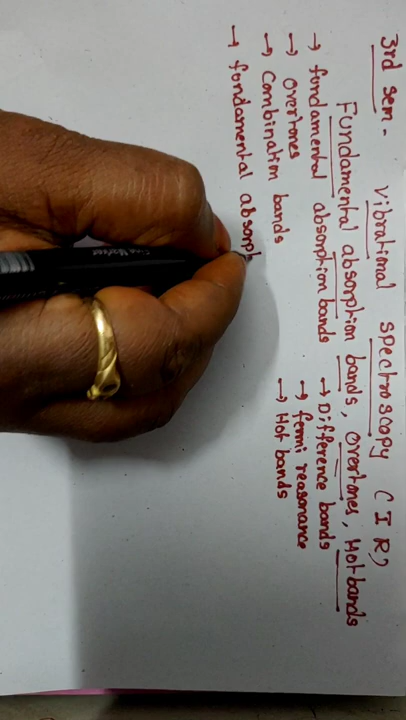 3rd sem. Vibrational spectroscopy (IR)
Fundamental absorption bands, overtones, Hot bands
→ fundamental absorption bands
→ overtones
→ Combination bands
→ fundamental absorpt
→ Difference bands
→ fermi reasonance
→ Hot bands